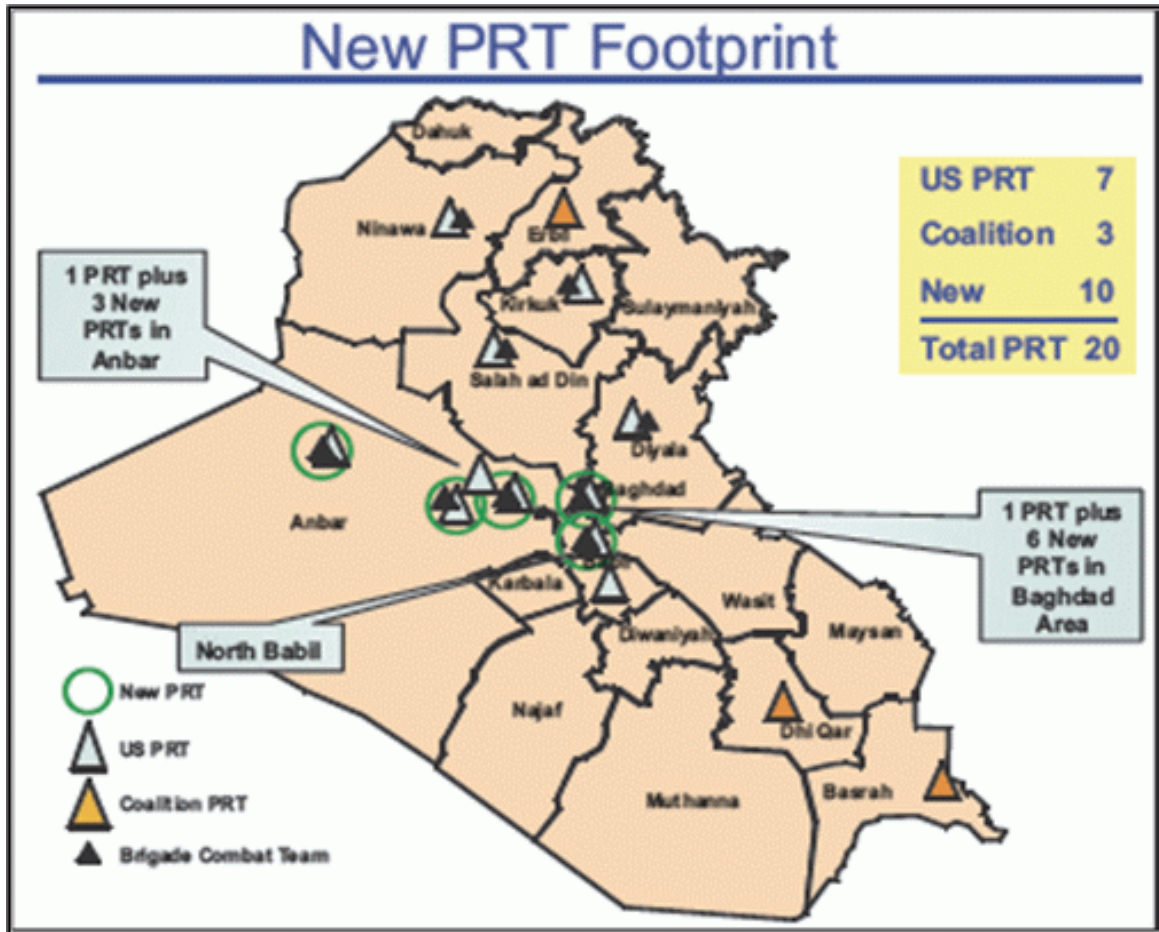 New PRT Footprint
US PRT 7
Coalition 3
New 10
Total PRT 20
1 PRT plus
3 New
PRTs in
Anbar
1 PRT plus
6 New
PRTs in
Baghdad
Area
North Babil
Dahuk
Ninawa
Erbil
Kirkuk
Sulaymaniyah
Salah ad Din
Diyala
Baghdad
Anbar
Karbala
Wasit
Diwaniyah
Maysan
Najaf
Dhi Qar
Muthanna
Basrah
New PRT
US PRT
Coalition PRT
Brigade Combat Team